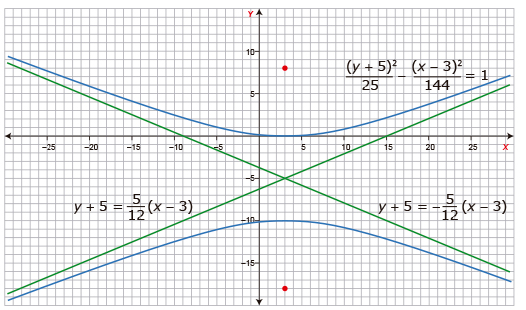 Y
10
(y + 5)²/25 − (x − 3)²/144 = 1
5
−25 −20 −15 −10 −5 5 10 15 20 25 X
−5
y + 5 = 5/12 (x − 3)
y + 5 = −5/12 (x − 3)
−10
−15